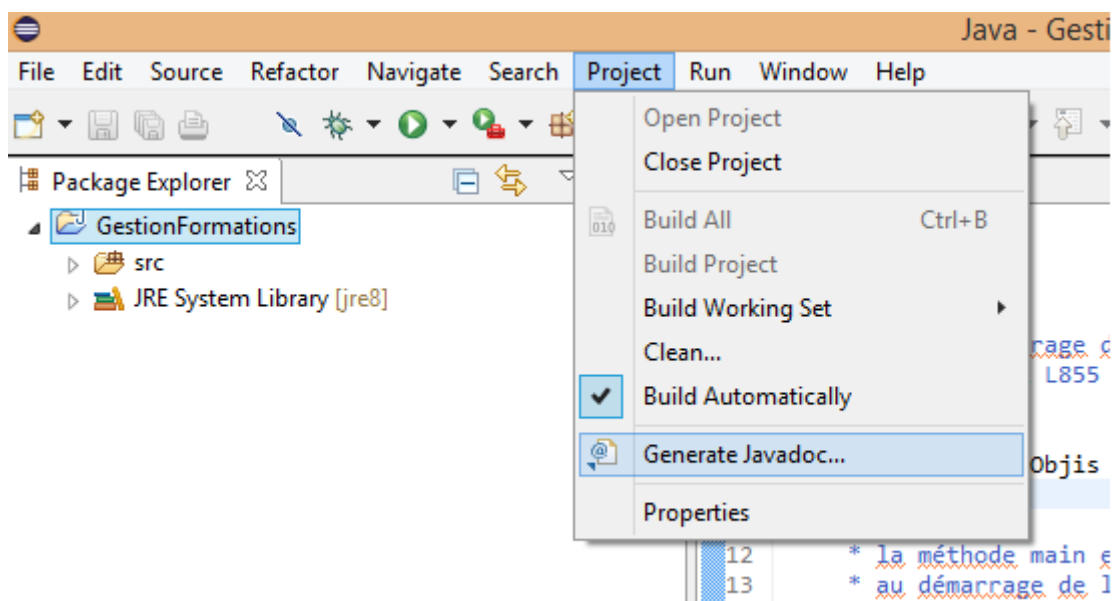 Java - Gesti
File Edit Source Refactor Navigate Search Project Run Window Help
Package Explorer
GestionFormations
src
JRE System Library [jre8]
Open Project
Close Project
010 Build All Ctrl+B
Build Project
Build Working Set
Clean...
Build Automatically
Generate Javadoc...
Properties
rage d
L855
Objis
12 * la méthode main e
13 * au démarrage de l